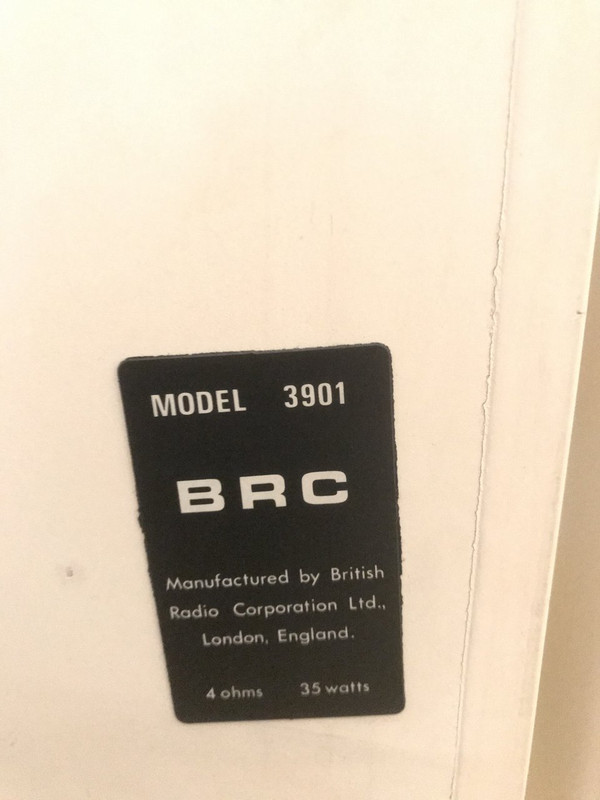 MODEL 3901
BRC
Manufactured by British
Radio Corporation Ltd.,
London, England.
4 ohms 35 watts